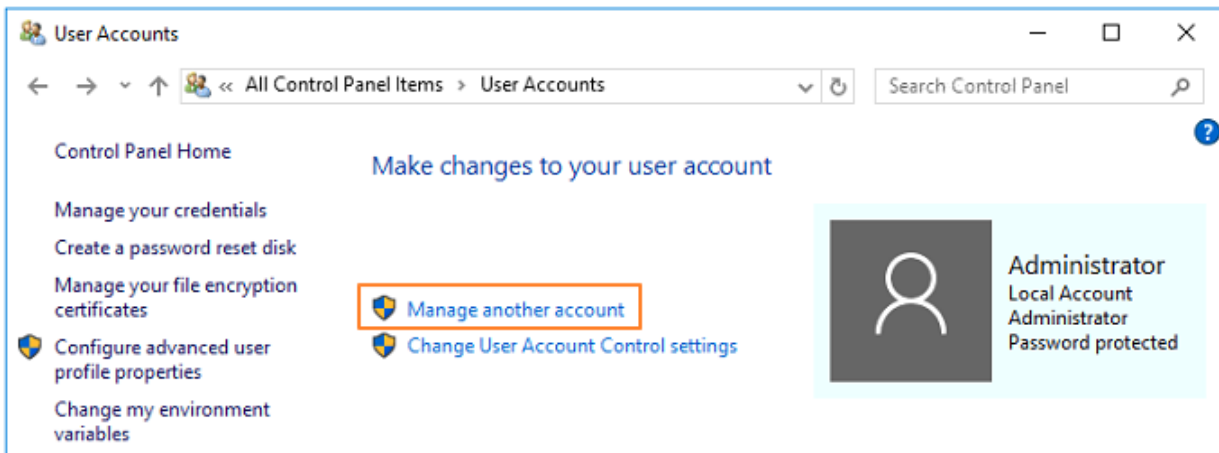 User Accounts
« All Control Panel Items > User Accounts
Search Control Panel
?
Control Panel Home
Manage your credentials
Create a password reset disk
Manage your file encryption
certificates
Configure advanced user
profile properties
Change my environment
variables
Make changes to your user account
Manage another account
Change User Account Control settings
Administrator
Local Account
Administrator
Password protected